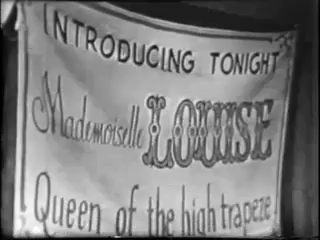 INTRODUCING TONIGHT
Mademoiselle LOUISE
Queen of the high trapeze